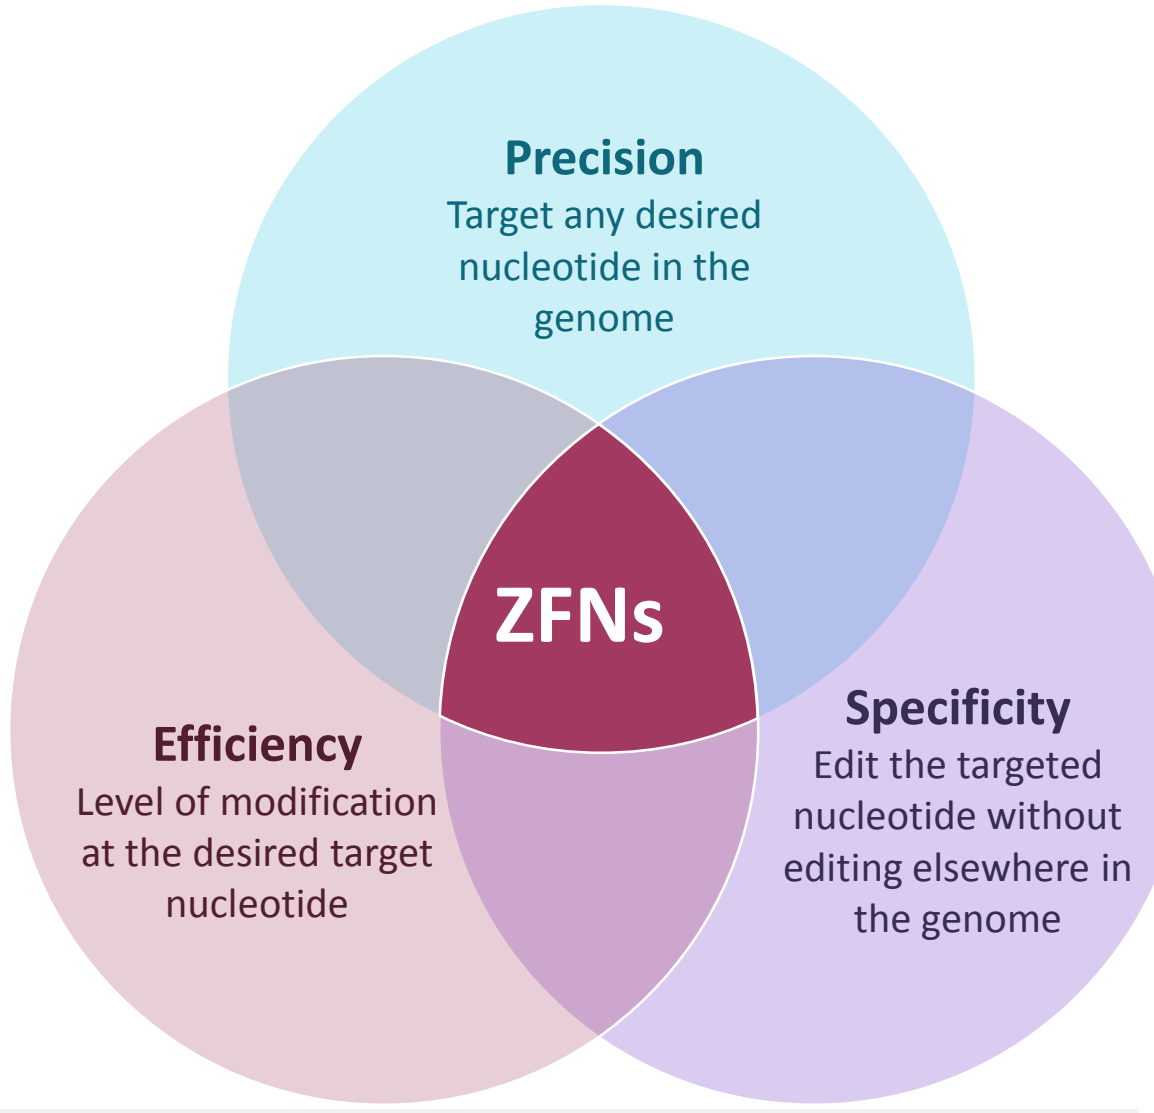 Precision
Target any desired
nucleotide in the
genome
ZFNs
Efficiency
Level of modification
at the desired target
nucleotide
Specificity
Edit the targeted
nucleotide without
editing elsewhere in
the genome